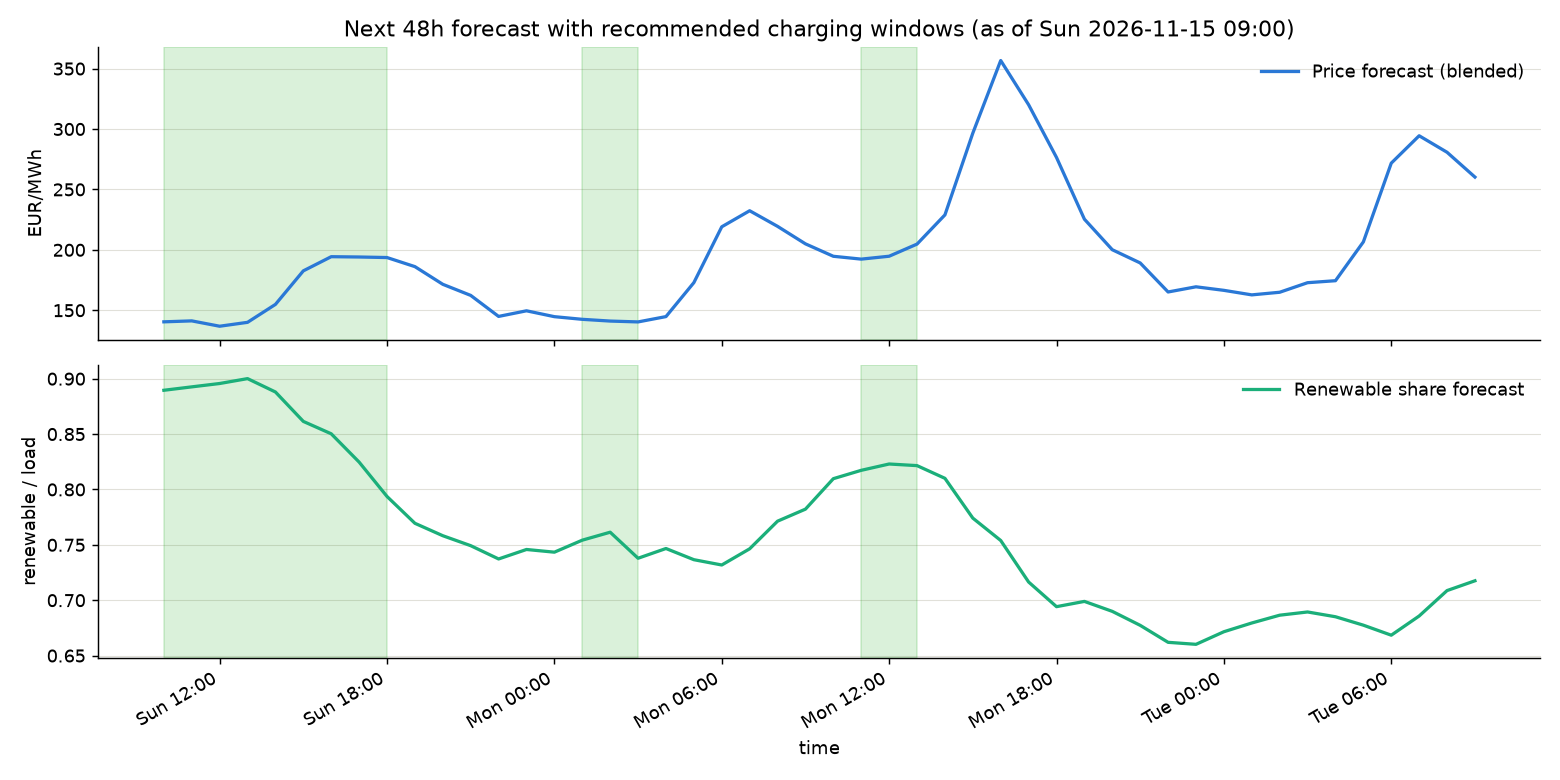 Next 48h forecast with recommended charging windows (as of Sun 2026-11-15 09:00)
Price forecast (blended)
350
300
250
200
150
EUR/MWh
Renewable share forecast
0.90
0.85
0.80
0.75
0.70
0.65
renewable / load
Sun 12:00
Sun 18:00
Mon 00:00
Mon 06:00
Mon 12:00
Mon 18:00
Tue 00:00
Tue 06:00
time